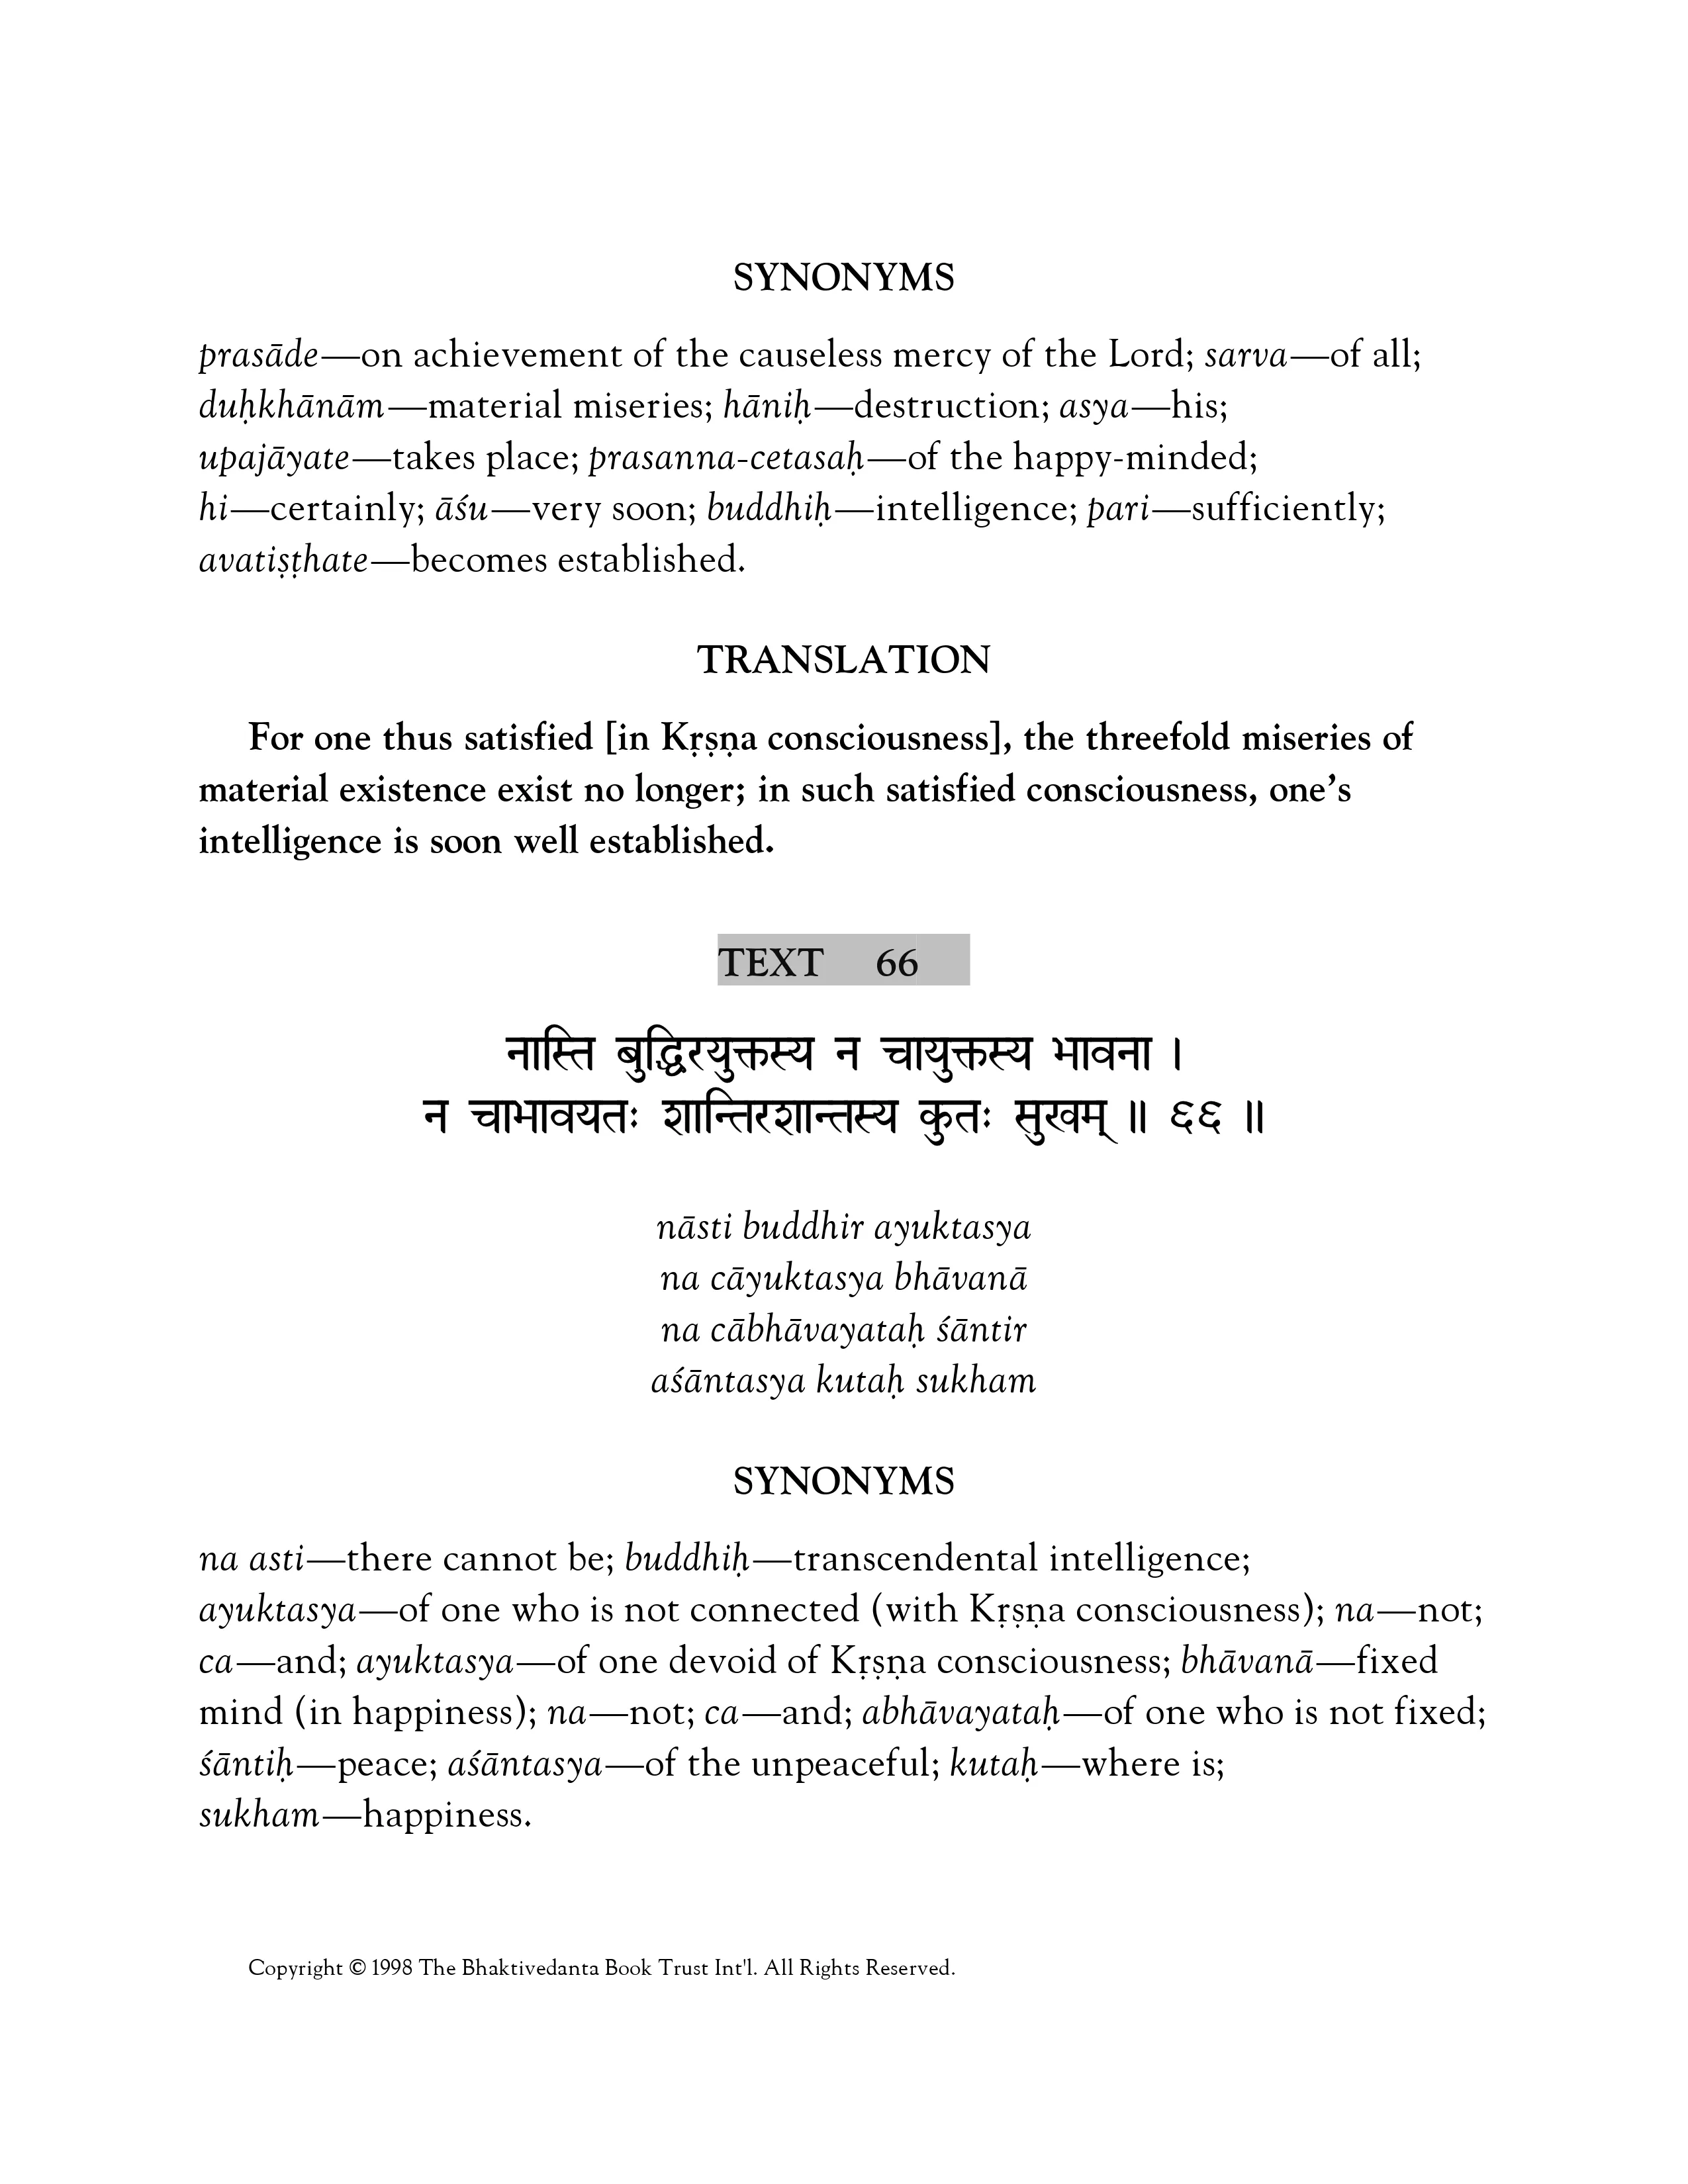 SYNONYMS
prasāde—on achievement of the causeless mercy of the Lord; sarva—of all;
duḥkhānām—material miseries; hāniḥ—destruction; asya—his;
upajāyate—takes place; prasanna-cetasaḥ—of the happy-minded;
hi—certainly; āśu—very soon; buddhiḥ—intelligence; pari—sufficiently;
avatiṣṭhate—becomes established.
TRANSLATION
For one thus satisfied [in Kṛṣṇa consciousness], the threefold miseries of
material existence exist no longer; in such satisfied consciousness, one’s
intelligence is soon well established.
TEXT 66
नास्ति बुद्धिरयुक्तस्य न चायुक्तस्य भावना ।
न चाभावयतः शान्तिरशान्तस्य कुतः सुखम् ॥ ६६ ॥
nāsti buddhir ayuktasya
na cāyuktasya bhāvanā
na cābhāvayataḥ śāntir
aśāntasya kutaḥ sukham
SYNONYMS
na asti—there cannot be; buddhiḥ—transcendental intelligence;
ayuktasya—of one who is not connected (with Kṛṣṇa consciousness); na—not;
ca—and; ayuktasya—of one devoid of Kṛṣṇa consciousness; bhāvanā—fixed
mind (in happiness); na—not; ca—and; abhāvayataḥ—of one who is not fixed;
śāntiḥ—peace; aśāntasya—of the unpeaceful; kutaḥ—where is;
sukham—happiness.
Copyright © 1998 The Bhaktivedanta Book Trust Int'l. All Rights Reserved.